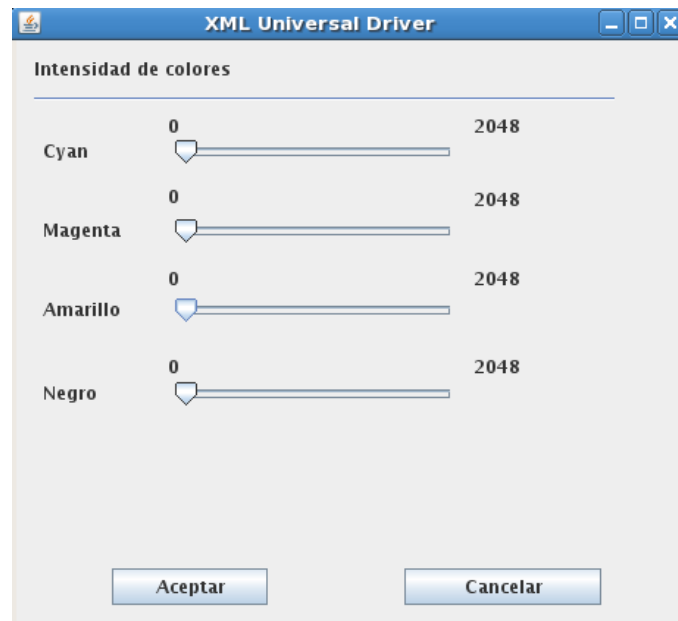 XML Universal Driver
Intensidad de colores
0 2048
Cyan
0 2048
Magenta
0 2048
Amarillo
0 2048
Negro
Aceptar Cancelar